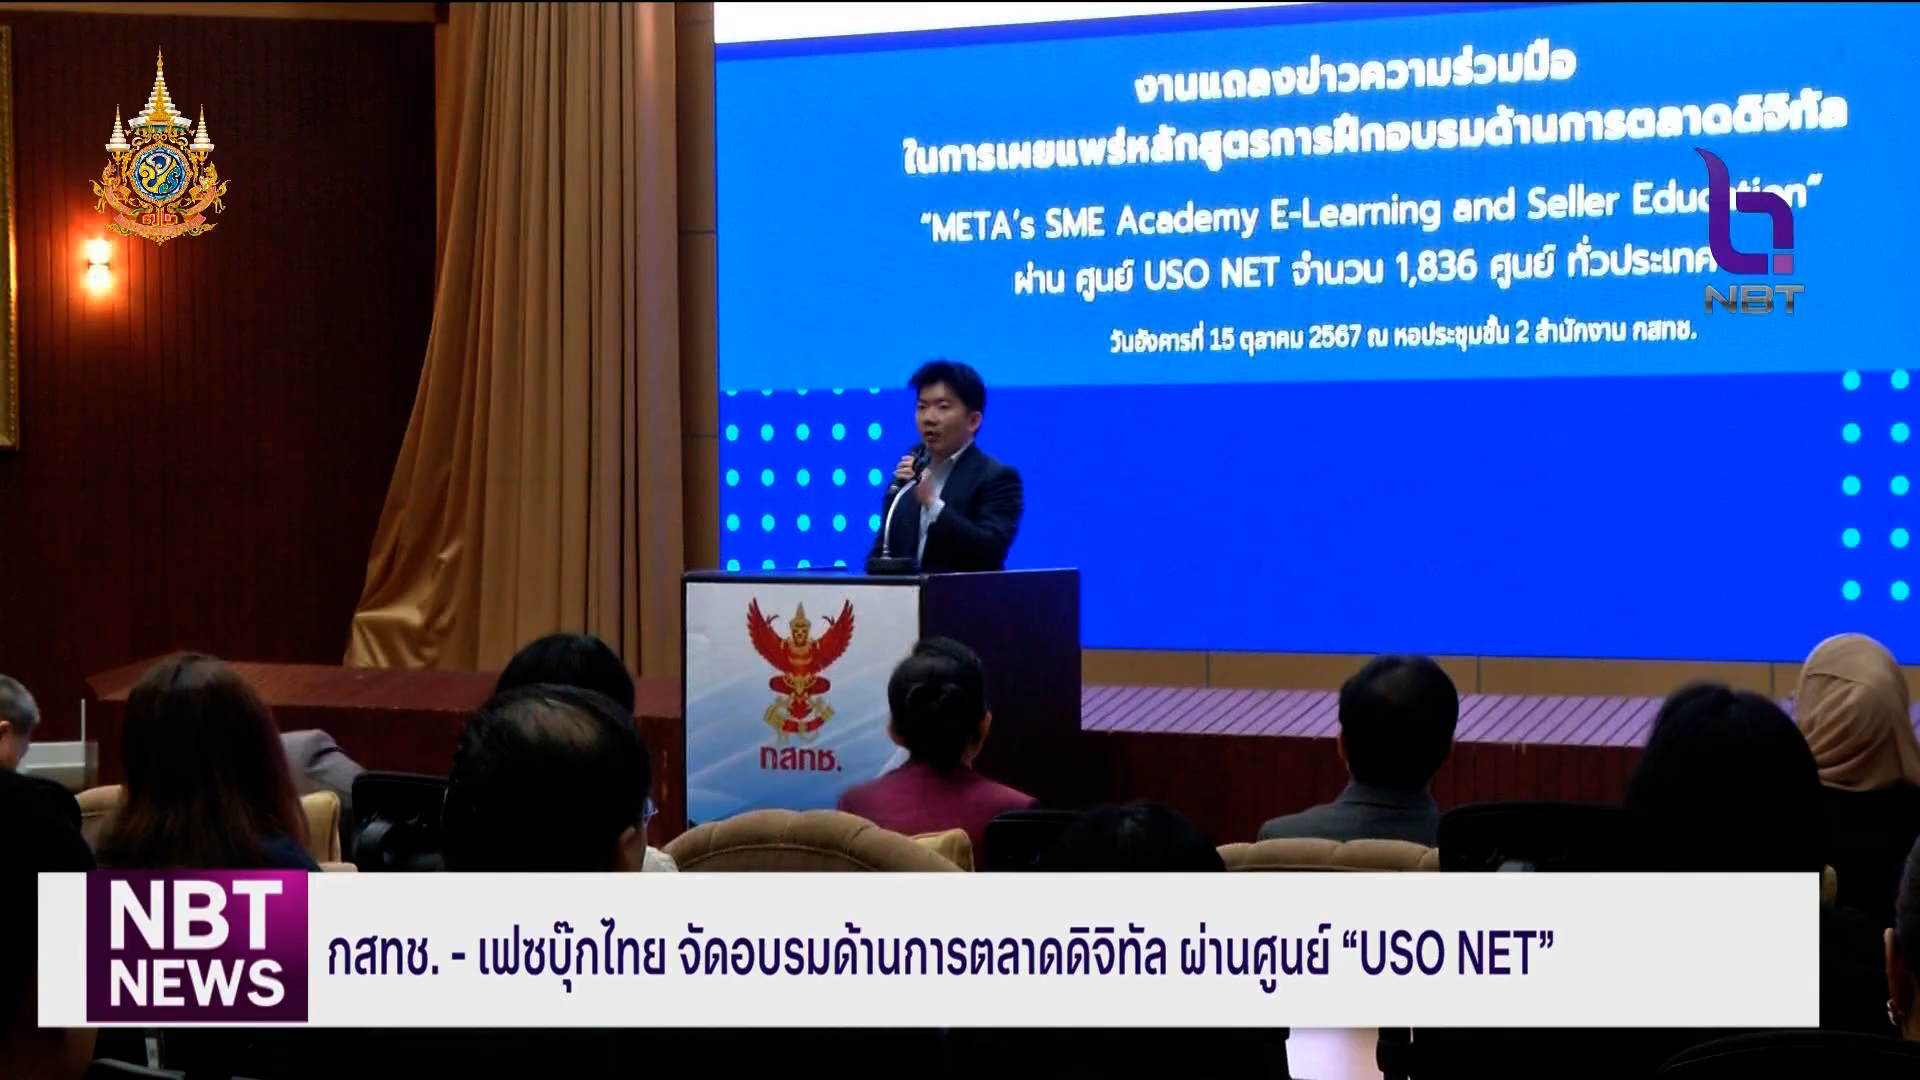 งานแถลงข่าวความร่วมมือ
ในการเผยแพร่หลักสูตรการฝึกอบรมด้านการตลาดดิจิทัล
“META’s SME Academy E-Learning and Seller Education”
ผ่าน ศูนย์ USO NET จำนวน 1,836 ศูนย์ ทั่วประเทศ
วันอังคารที่ 15 ตุลาคม 2567 ณ หอประชุมชั้น 2 สำนักงาน กสทช.
NBT
กสทช.
NBT
NEWS
กสทช. - เฟซบุ๊กไทย จัดอบรมด้านการตลาดดิจิทัล ผ่านศูนย์ “USO NET”